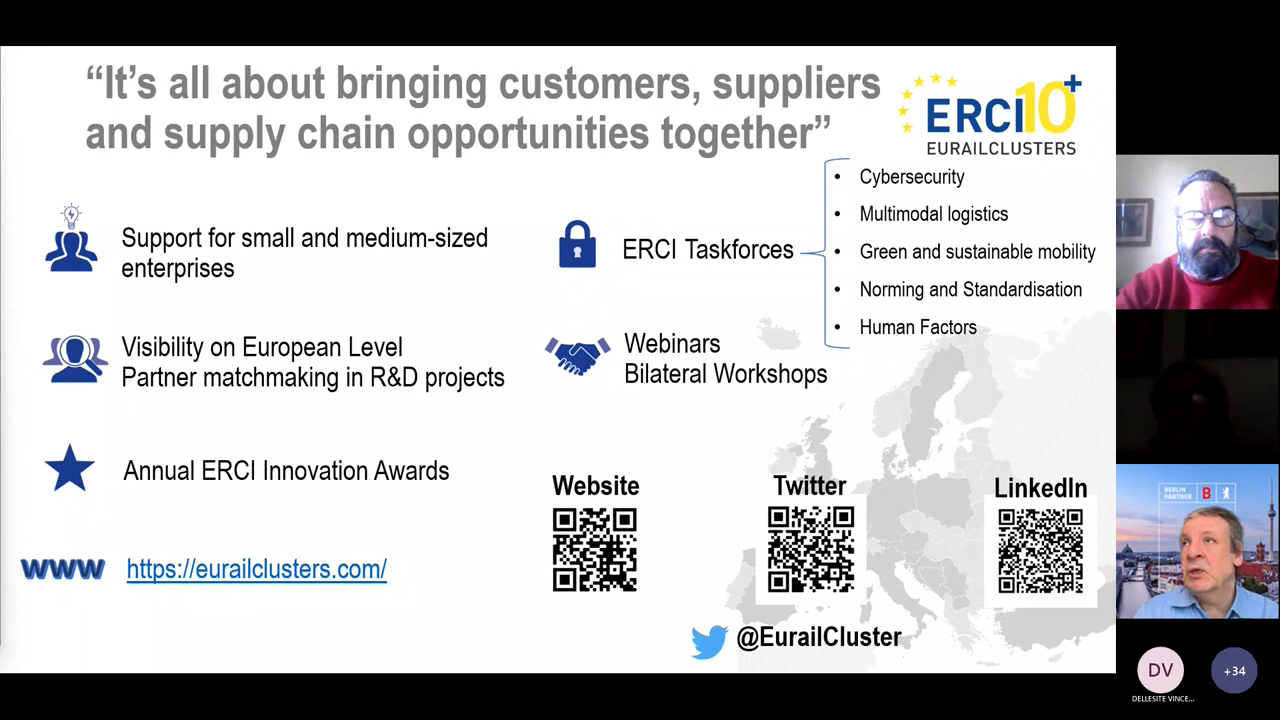 “It’s all about bringing customers, suppliers
and supply chain opportunities together”
ERCI10+
EURAILCLUSTERS
Support for small and medium-sized
enterprises
Visibility on European Level
Partner matchmaking in R&D projects
Annual ERCI Innovation Awards
www
https://eurailclusters.com/
ERCI Taskforces
• Cybersecurity
• Multimodal logistics
• Green and sustainable mobility
• Norming and Standardisation
• Human Factors
Webinars
Bilateral Workshops
Website
Twitter
LinkedIn
@EurailCluster
BERLIN
PARTNER
B
DV
DELLESITE VINCE...
+34